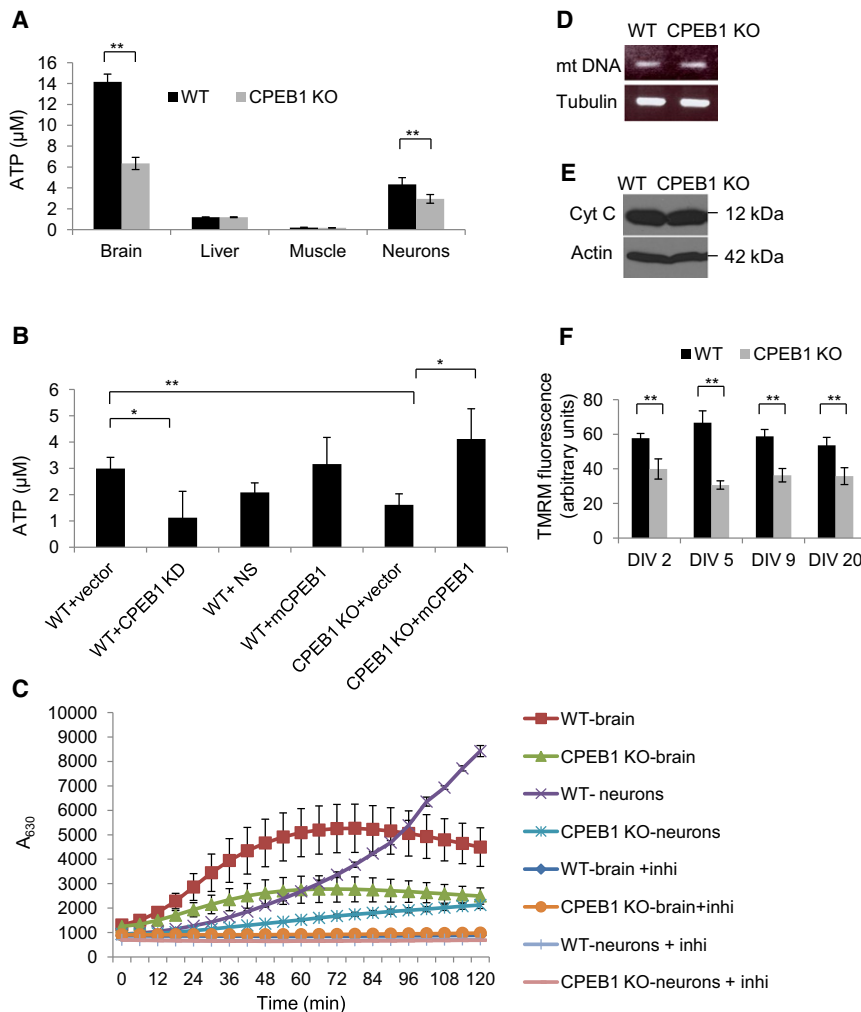 A
**
**
WT
CPEB1 KO
ATP (µM)
16
14
12
10
8
6
4
2
0
Brain
Liver
Muscle
Neurons
D
WT CPEB1 KO
mt DNA
Tubulin
E
WT CPEB1 KO
Cyt C
12 kDa
Actin
42 kDa
B
**
*
*
ATP (µM)
6
5
4
3
2
1
0
WT+vector
WT+CPEB1 KD
WT+ NS
WT+mCPEB1
CPEB1 KO+vector
CPEB1 KO+mCPEB1
F
WT
CPEB1 KO
**
**
**
**
TMRM fluorescence
(arbitrary units)
80
60
40
20
0
DIV 2
DIV 5
DIV 9
DIV 20
C
A630
10000
9000
8000
7000
6000
5000
4000
3000
2000
1000
0
0 12 24 36 48 60 72 84 96 108 120
Time (min)
WT-brain
CPEB1 KO-brain
WT- neurons
CPEB1 KO-neurons
WT-brain +inhi
CPEB1 KO-brain+inhi
WT-neurons + inhi
CPEB1 KO-neurons + inhi